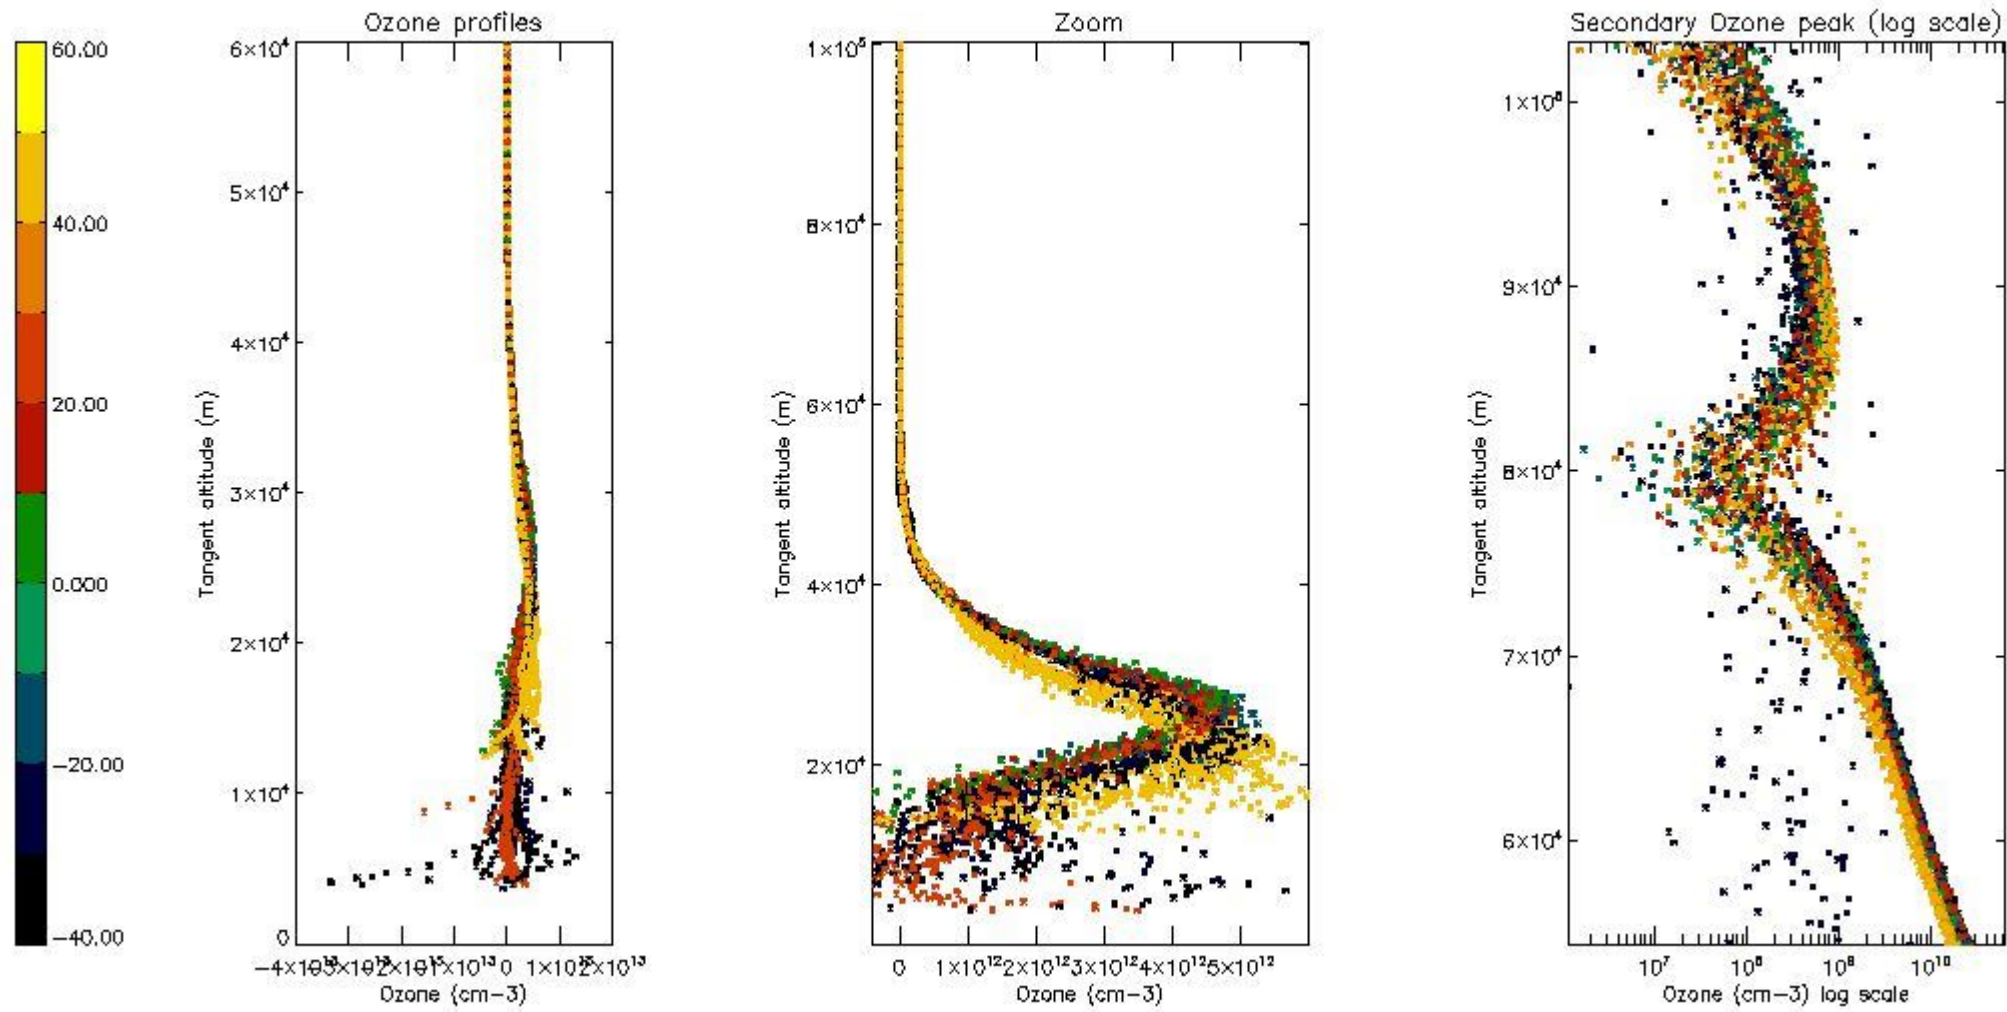 Ozone profiles
Zoom
Secondary Ozone peak (log scale)
60.00
40.00
20.00
0.000
−20.00
−40.00
6×10⁴
5×10⁴
4×10⁴
3×10⁴
2×10⁴
1×10⁴
0
Tangent altitude (m)
0
Ozone (cm−3)
1×10⁵
8×10⁴
6×10⁴
4×10⁴
2×10⁴
Tangent altitude (m)
0 1×10¹² 2×10¹² 3×10¹² 4×10¹² 5×10¹²
Ozone (cm−3)
9×10⁴
8×10⁴
7×10⁴
6×10⁴
Tangent altitude (m)
10⁷ 10⁸ 10⁹ 10¹⁰
Ozone (cm−3) log scale